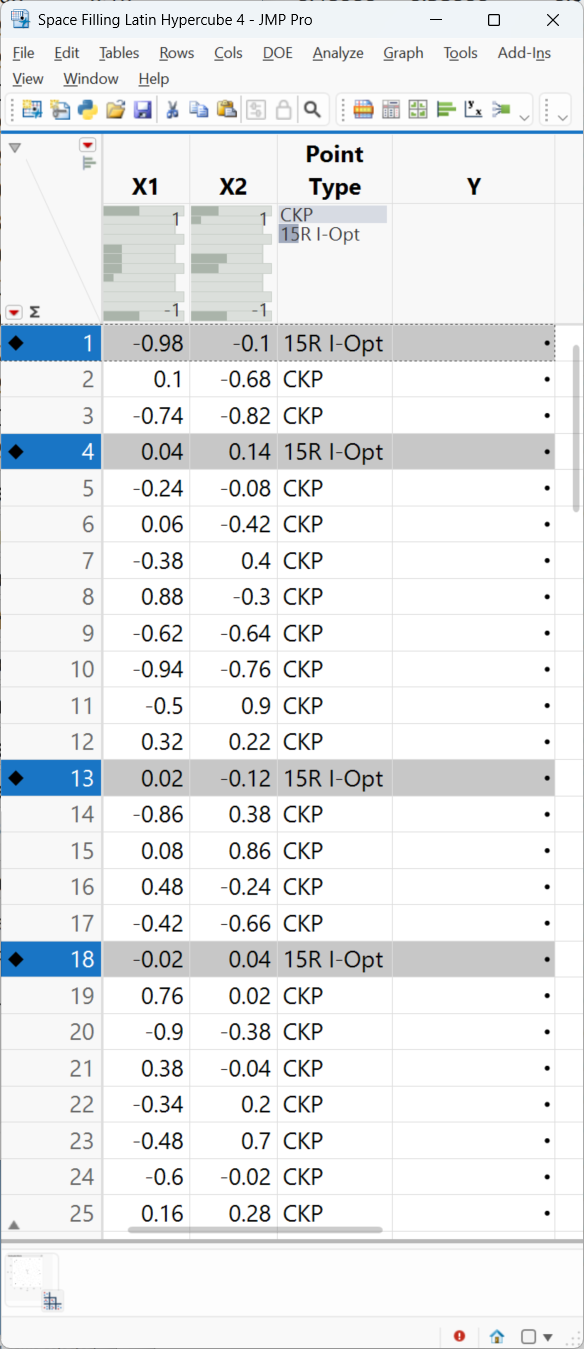 Space Filling Latin Hypercube 4 - JMP Pro
File Edit Tables Rows Cols DOE Analyze Graph Tools Add-Ins
View Window Help
X1 X2 Point Type Y
1 1 CKP
15R I-Opt
-1 -1
1 -0.98 -0.1 15R I-Opt •
2 0.1 -0.68 CKP •
3 -0.74 -0.82 CKP •
4 0.04 0.14 15R I-Opt •
5 -0.24 -0.08 CKP •
6 0.06 -0.42 CKP •
7 -0.38 0.4 CKP •
8 0.88 -0.3 CKP •
9 -0.62 -0.64 CKP •
10 -0.94 -0.76 CKP •
11 -0.5 0.9 CKP •
12 0.32 0.22 CKP •
13 0.02 -0.12 15R I-Opt •
14 -0.86 0.38 CKP •
15 0.08 0.86 CKP •
16 0.48 -0.24 CKP •
17 -0.42 -0.66 CKP •
18 -0.02 0.04 15R I-Opt •
19 0.76 0.02 CKP •
20 -0.9 -0.38 CKP •
21 0.38 -0.04 CKP •
22 -0.34 0.2 CKP •
23 -0.48 0.7 CKP •
24 -0.6 -0.02 CKP •
25 0.16 0.28 CKP •